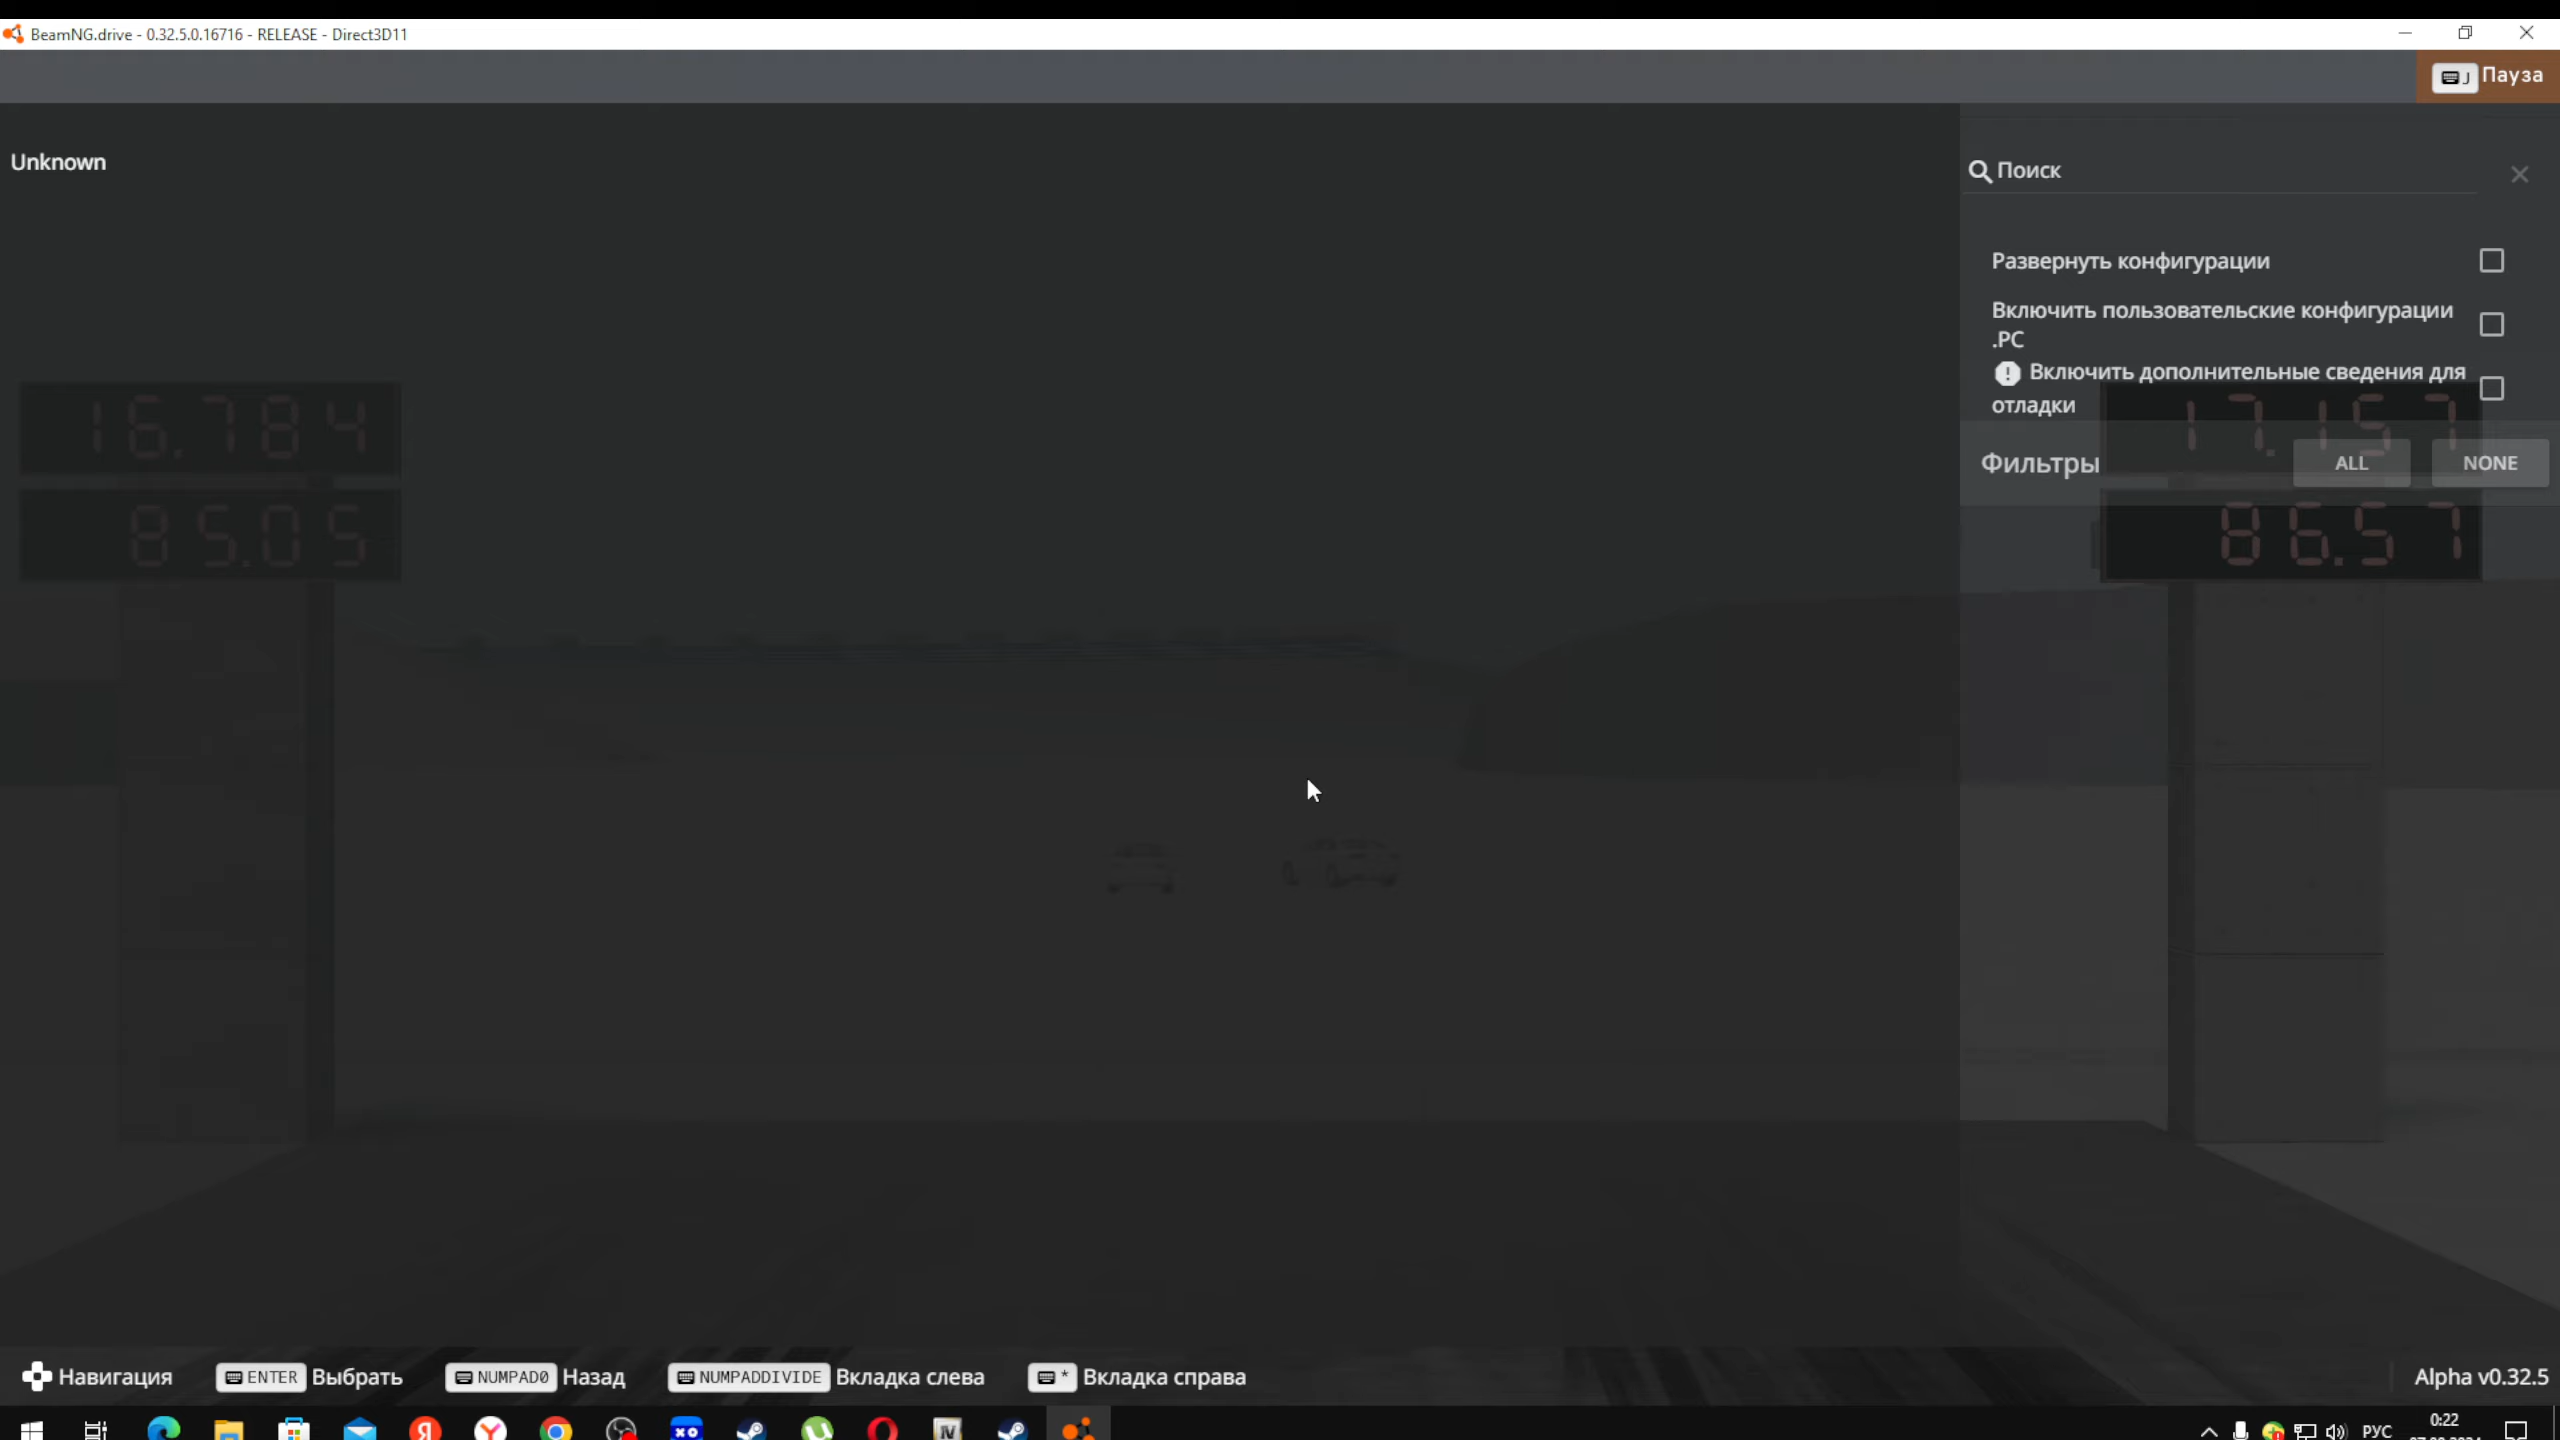 BeamNG.drive - 0.32.5.0.16716 - RELEASE - Direct3D11
J Пауза
Unknown
Поиск
Развернуть конфигурации
Включить пользовательские конфигурации
.PC
Включить дополнительные сведения для
отладки
16.784
17.157
Фильтры ALL NONE
85.05
86.57
Навигация ENTER Выбрать NUMPAD0 Назад NUMPADDIVIDE Вкладка слева * Вкладка справа Alpha v0.32.5
РУС 0:22